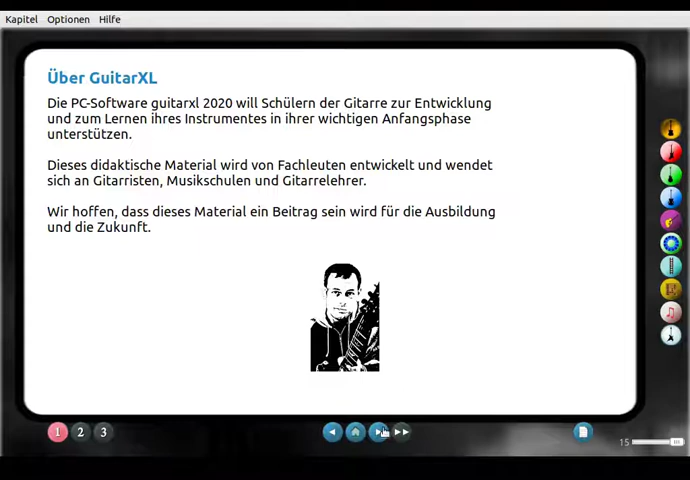 Kapitel Optionen Hilfe
Über GuitarXL
Die PC-Software guitarxl 2020 will Schülern der Gitarre zur Entwicklung
und zum Lernen ihres Instrumentes in ihrer wichtigen Anfangsphase
unterstützen.
Dieses didaktische Material wird von Fachleuten entwickelt und wendet
sich an Gitarristen, Musikschulen und Gitarrelehrer.
Wir hoffen, dass dieses Material ein Beitrag sein wird für die Ausbildung
und die Zukunft.
1 2 3
15